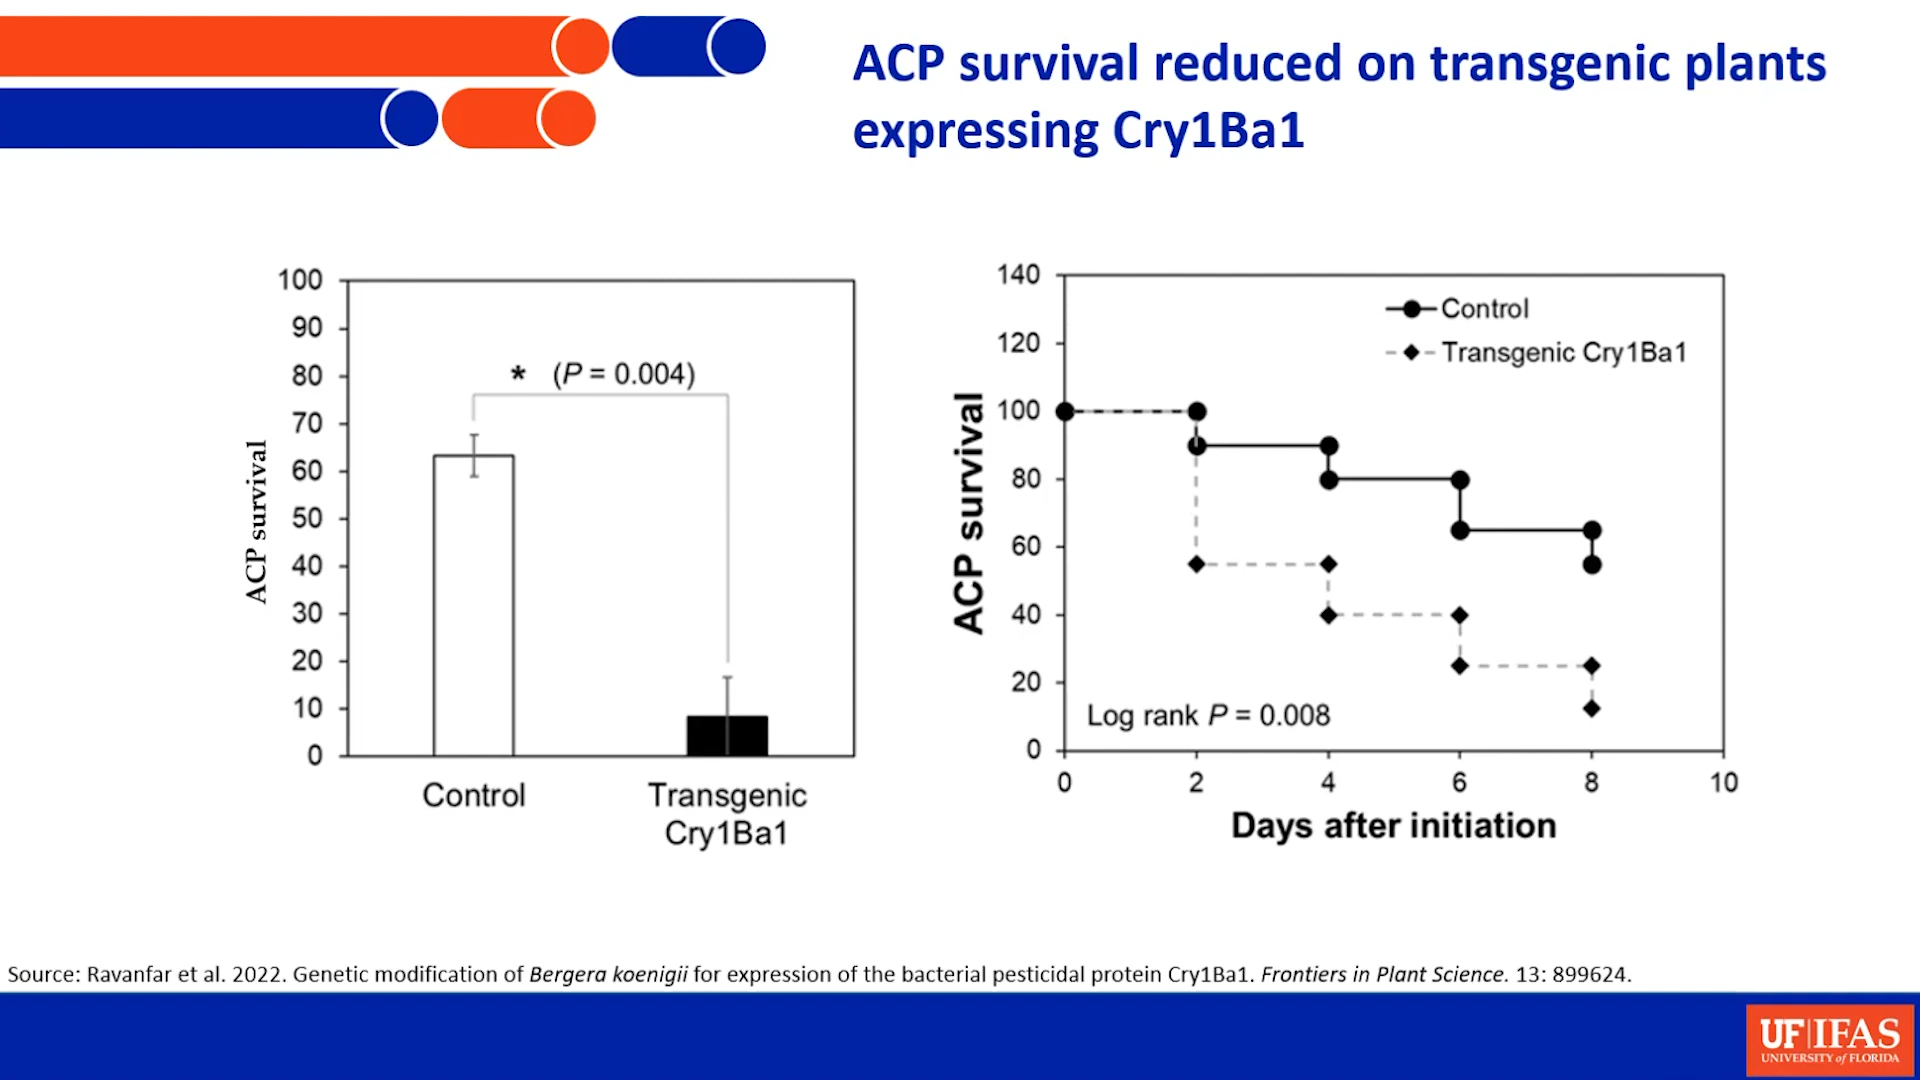 ACP survival reduced on transgenic plants
expressing Cry1Ba1
100
90
80
70
60
50
40
30
20
10
0
ACP survival
* (P = 0.004)
Control
Transgenic
Cry1Ba1
140
120
100
80
60
40
20
0
ACP survival
Control
Transgenic Cry1Ba1
Log rank P = 0.008
0 2 4 6 8 10
Days after initiation
Source: Ravanfar et al. 2022. Genetic modification of Bergera koenigii for expression of the bacterial pesticidal protein Cry1Ba1. Frontiers in Plant Science. 13: 899624.
UF|IFAS
UNIVERSITY of FLORIDA